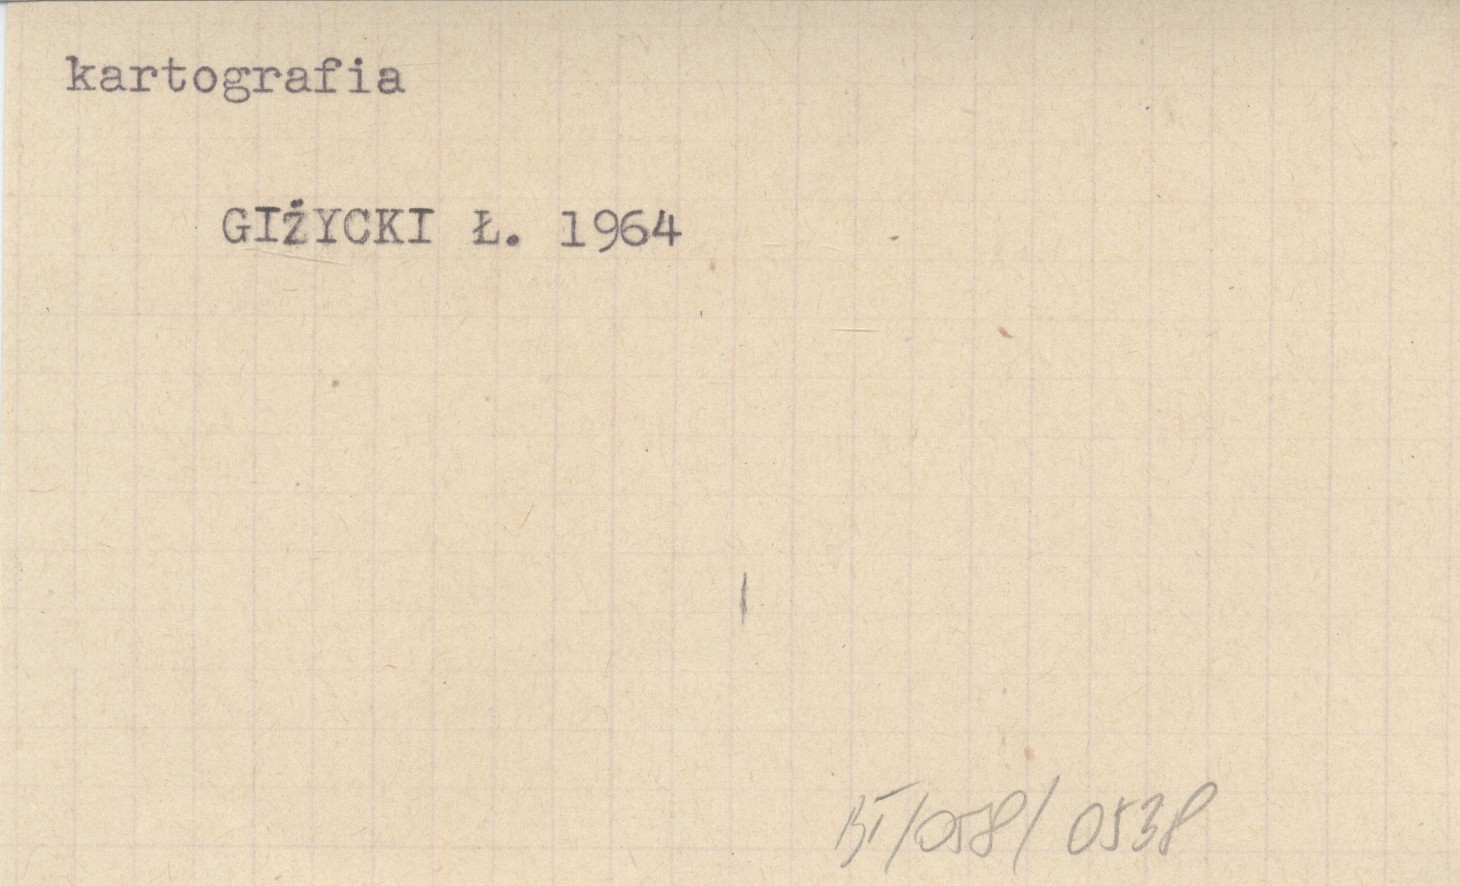 kartografia
GIŻYCKI Ł. 1964
BT/058/0538